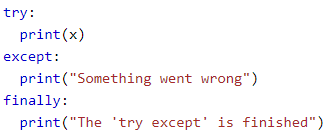 try:
  print(x)
except:
  print("Something went wrong")
finally:
  print("The 'try except' is finished")